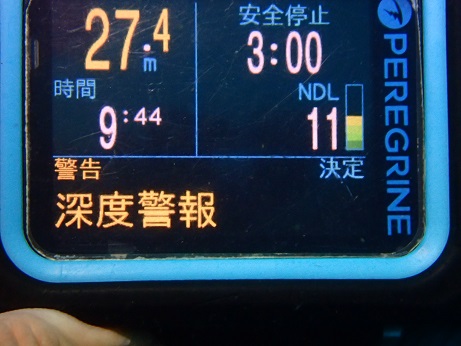 27.4 m
安全停止
3:00
時間
9:44
NDL
11
警告
決定
深度警報
PEREGRINE